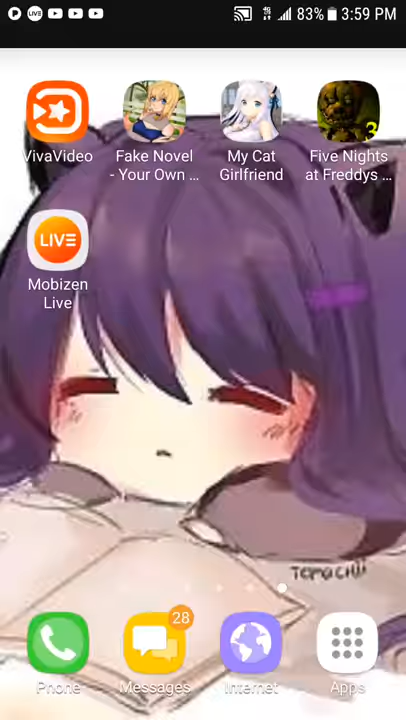 LIVE 83% 3:59 PM
VivaVideo
Fake Novel
- Your Own ...
My Cat
Girlfriend
Five Nights
at Freddys ...
3
LIVE
Mobizen
Live
28
Phone
Messages
Internet
Apps